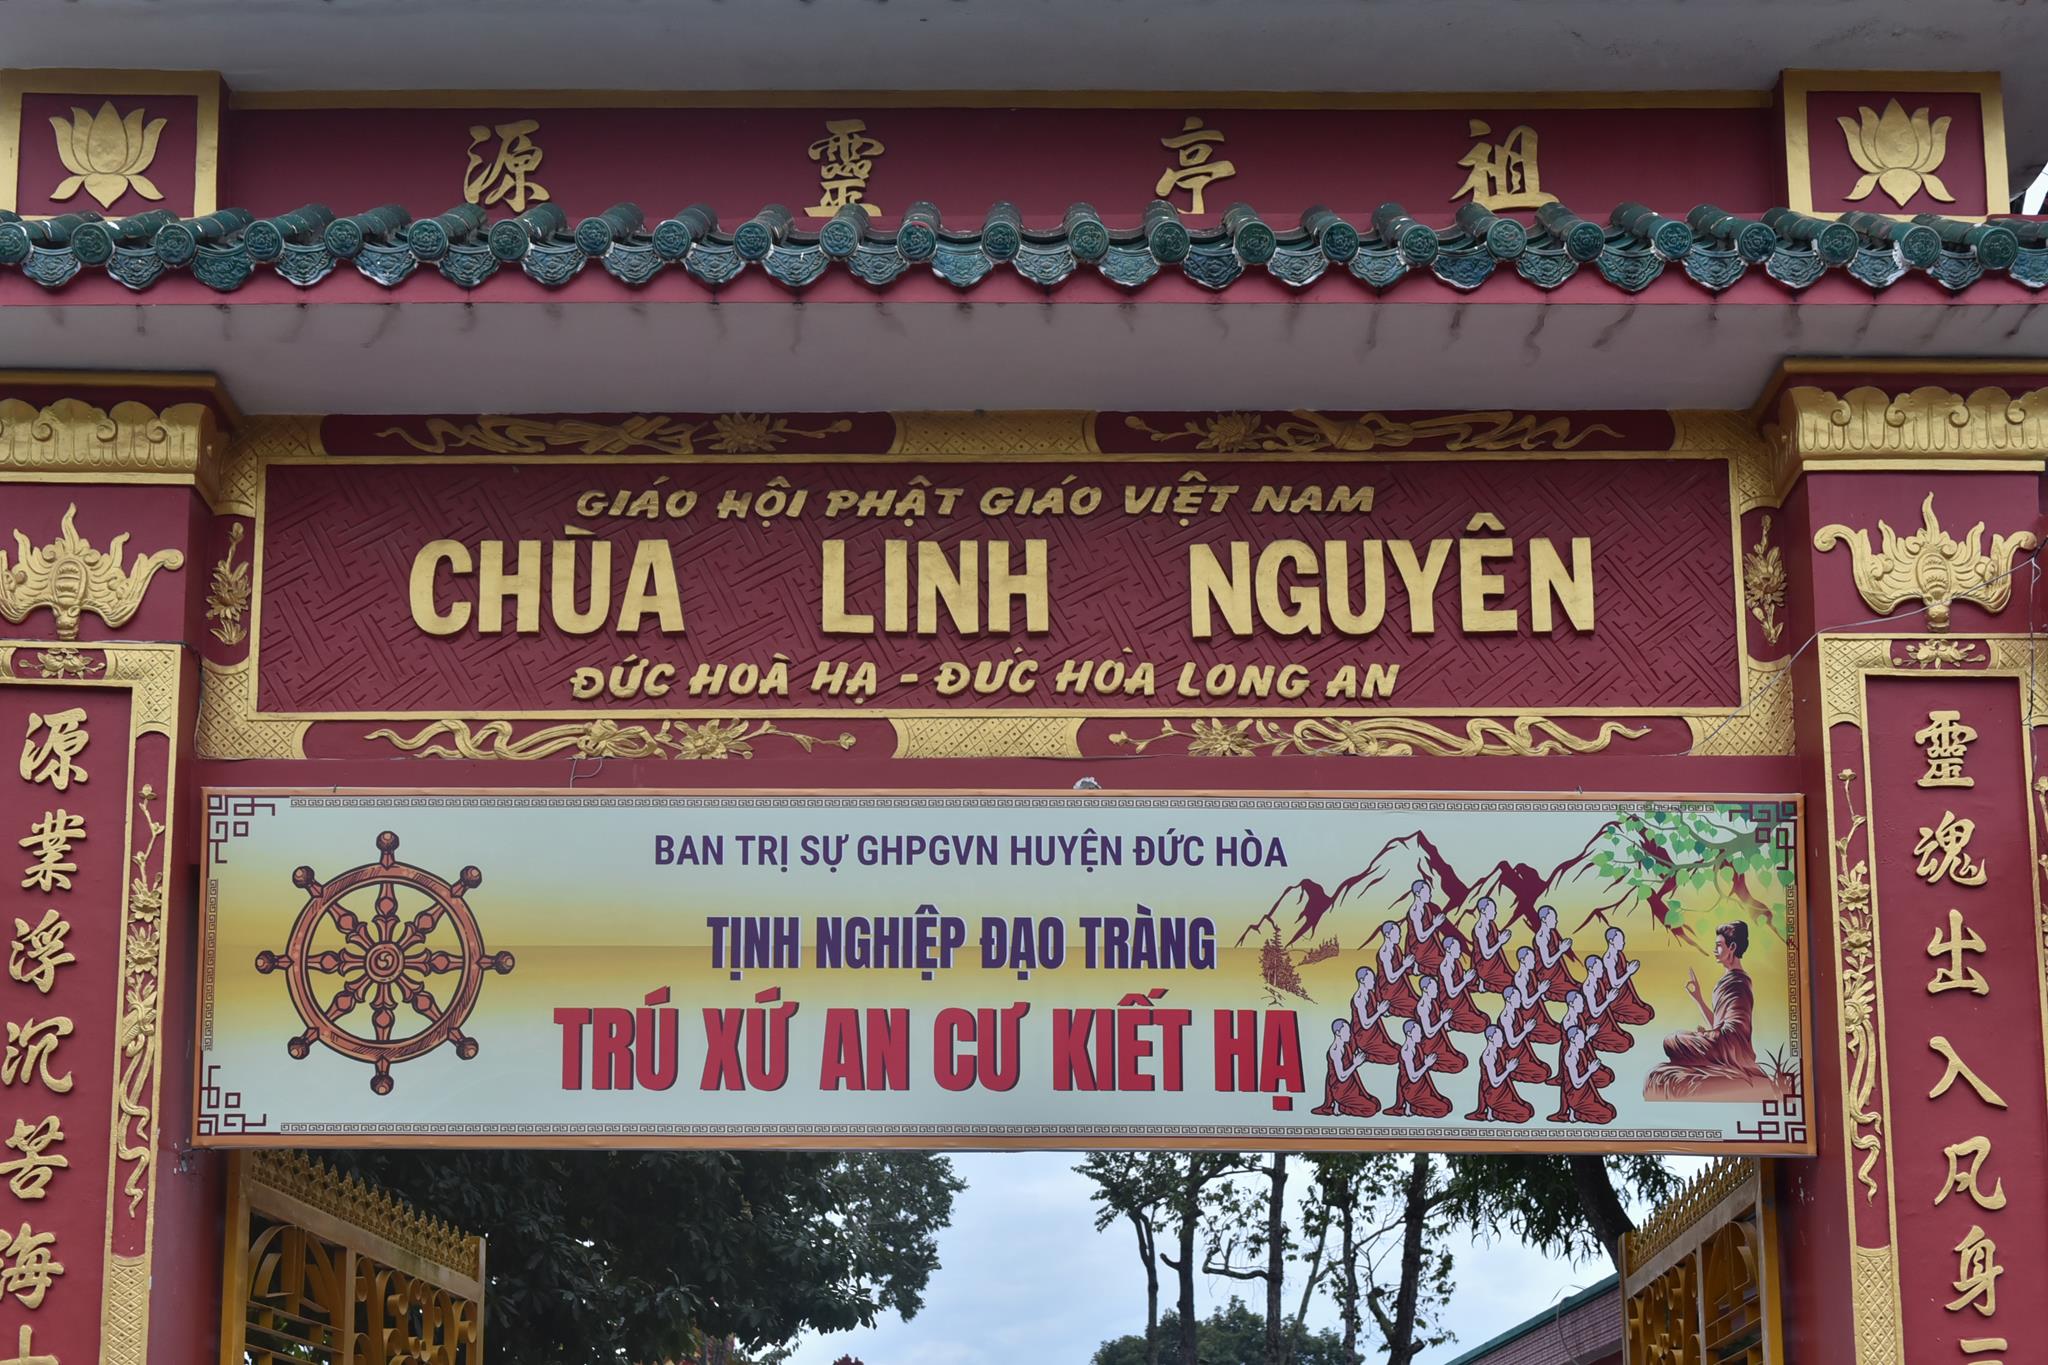 源靈亭祖
GIÁO HỘI PHẬT GIÁO VIỆT NAM
CHÙA LINH NGUYÊN
ĐỨC HOÀ HẠ - ĐỨC HÒA LONG AN
BAN TRỊ SỰ GHPGVN HUYỆN ĐỨC HÒA
TỊNH NGHIỆP ĐẠO TRÀNG
TRÚ XỨ AN CƯ KIẾT HẠ
源業浮沉苦海
靈魂出入凡身